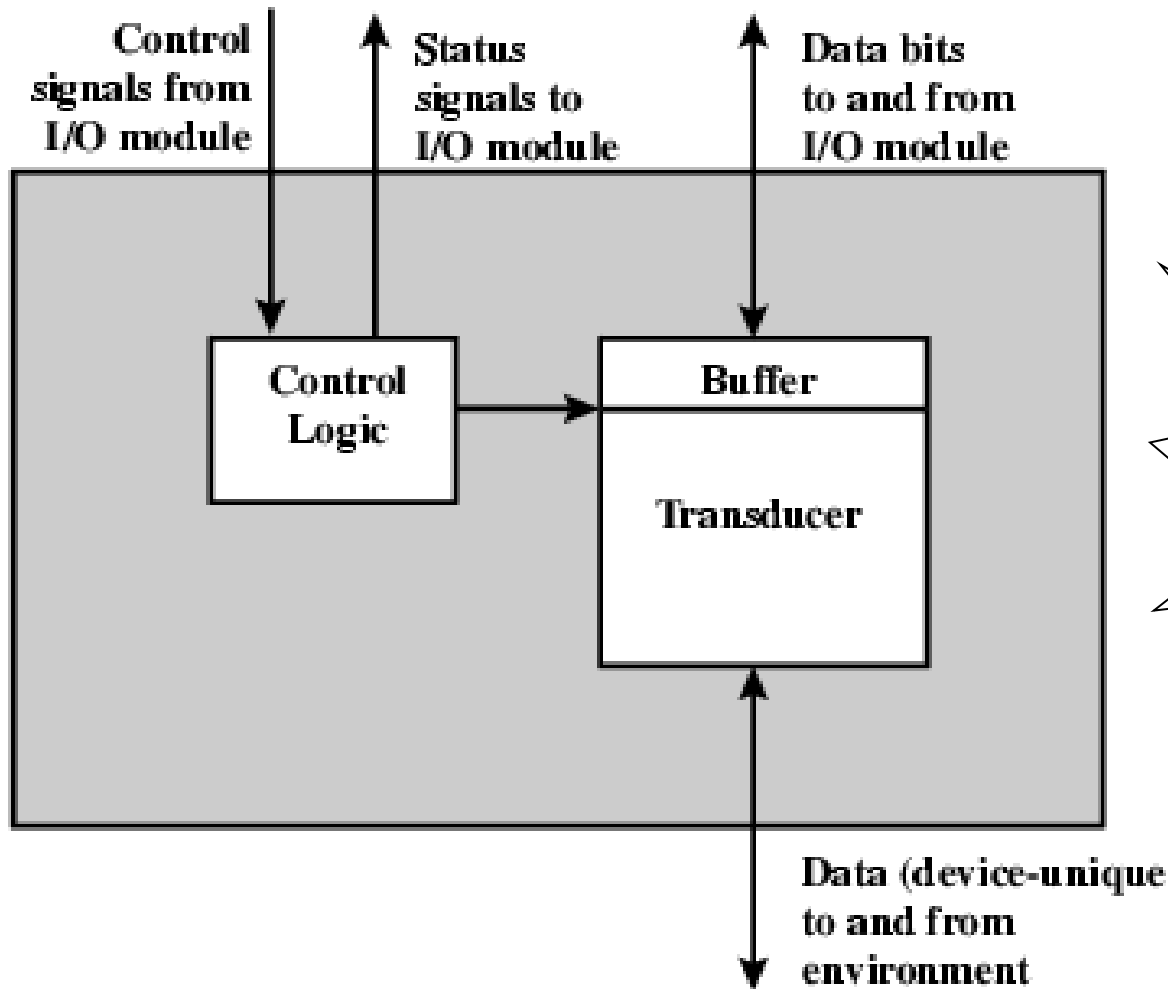 Control
signals from
I/O module
Status
signals to
I/O module
Data bits
to and from
I/O module
Control
Logic
Buffer
Transducer
Data (device-unique
to and from
environment